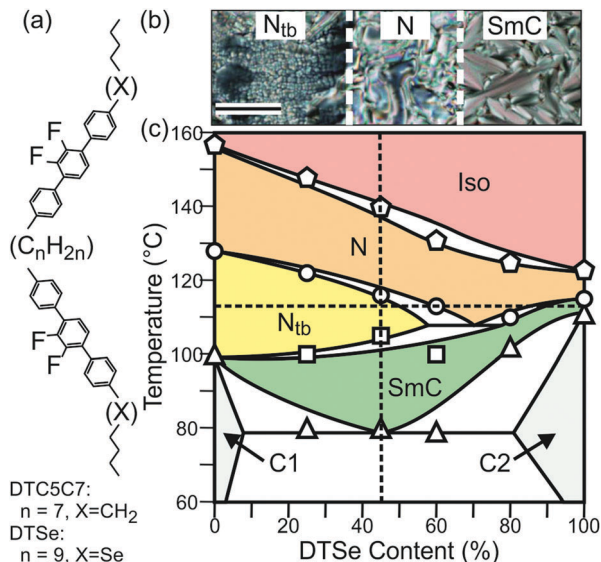 (a)
(X)
F
F
(CnH2n)
F
F
(X)
DTC5C7:
n = 7, X=CH2
DTSe:
n = 9, X=Se
(b)
Ntb
N
SmC
(c)
160
140
120
100
80
60
Temperature (°C)
Iso
N
Ntb
SmC
C1
C2
0
20
40
60
80
100
DTSe Content (%)